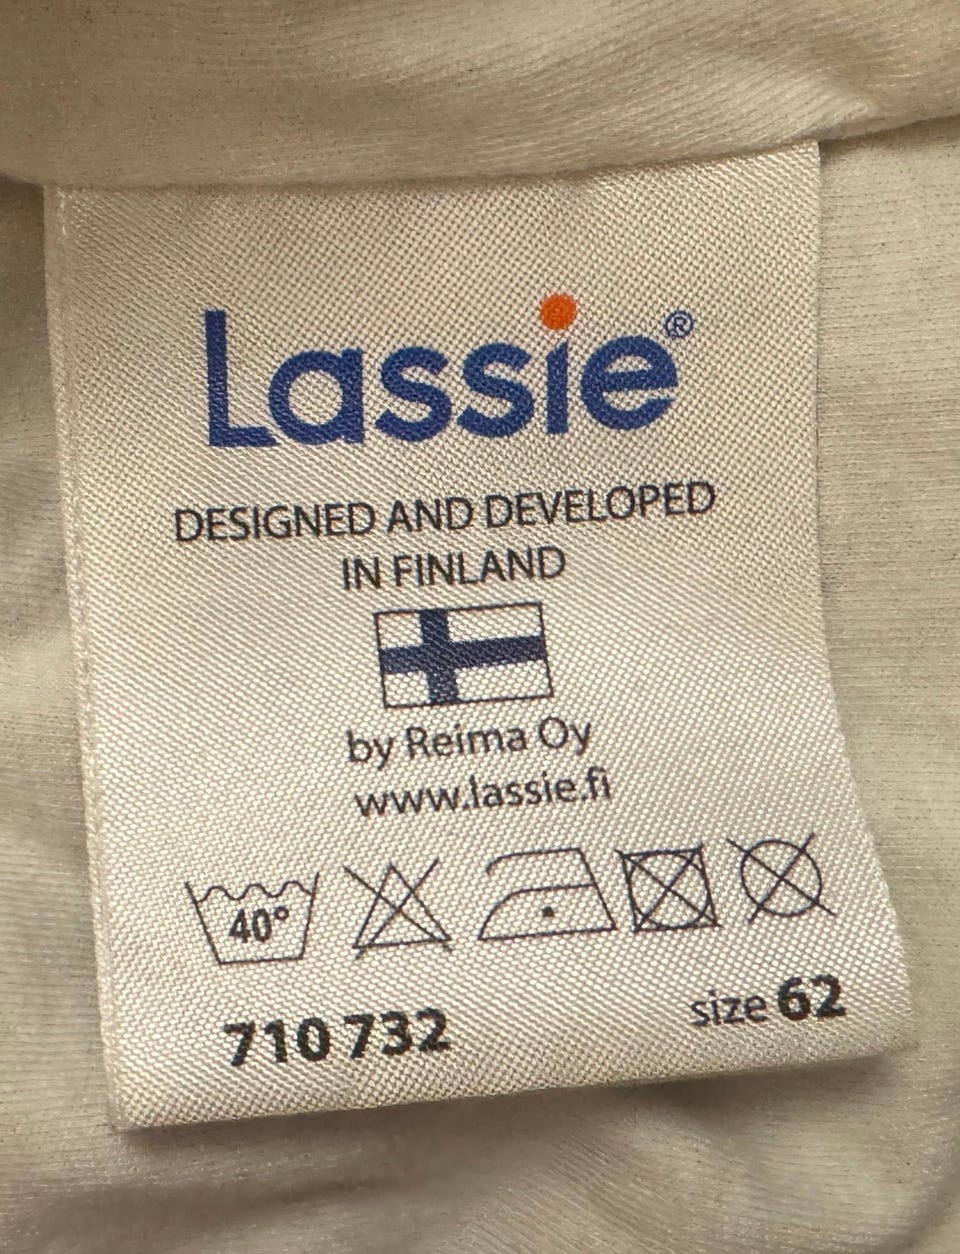 Lassie®
DESIGNED AND DEVELOPED
IN FINLAND
by Reima Oy
www.lassie.fi
40°
710 732 size 62